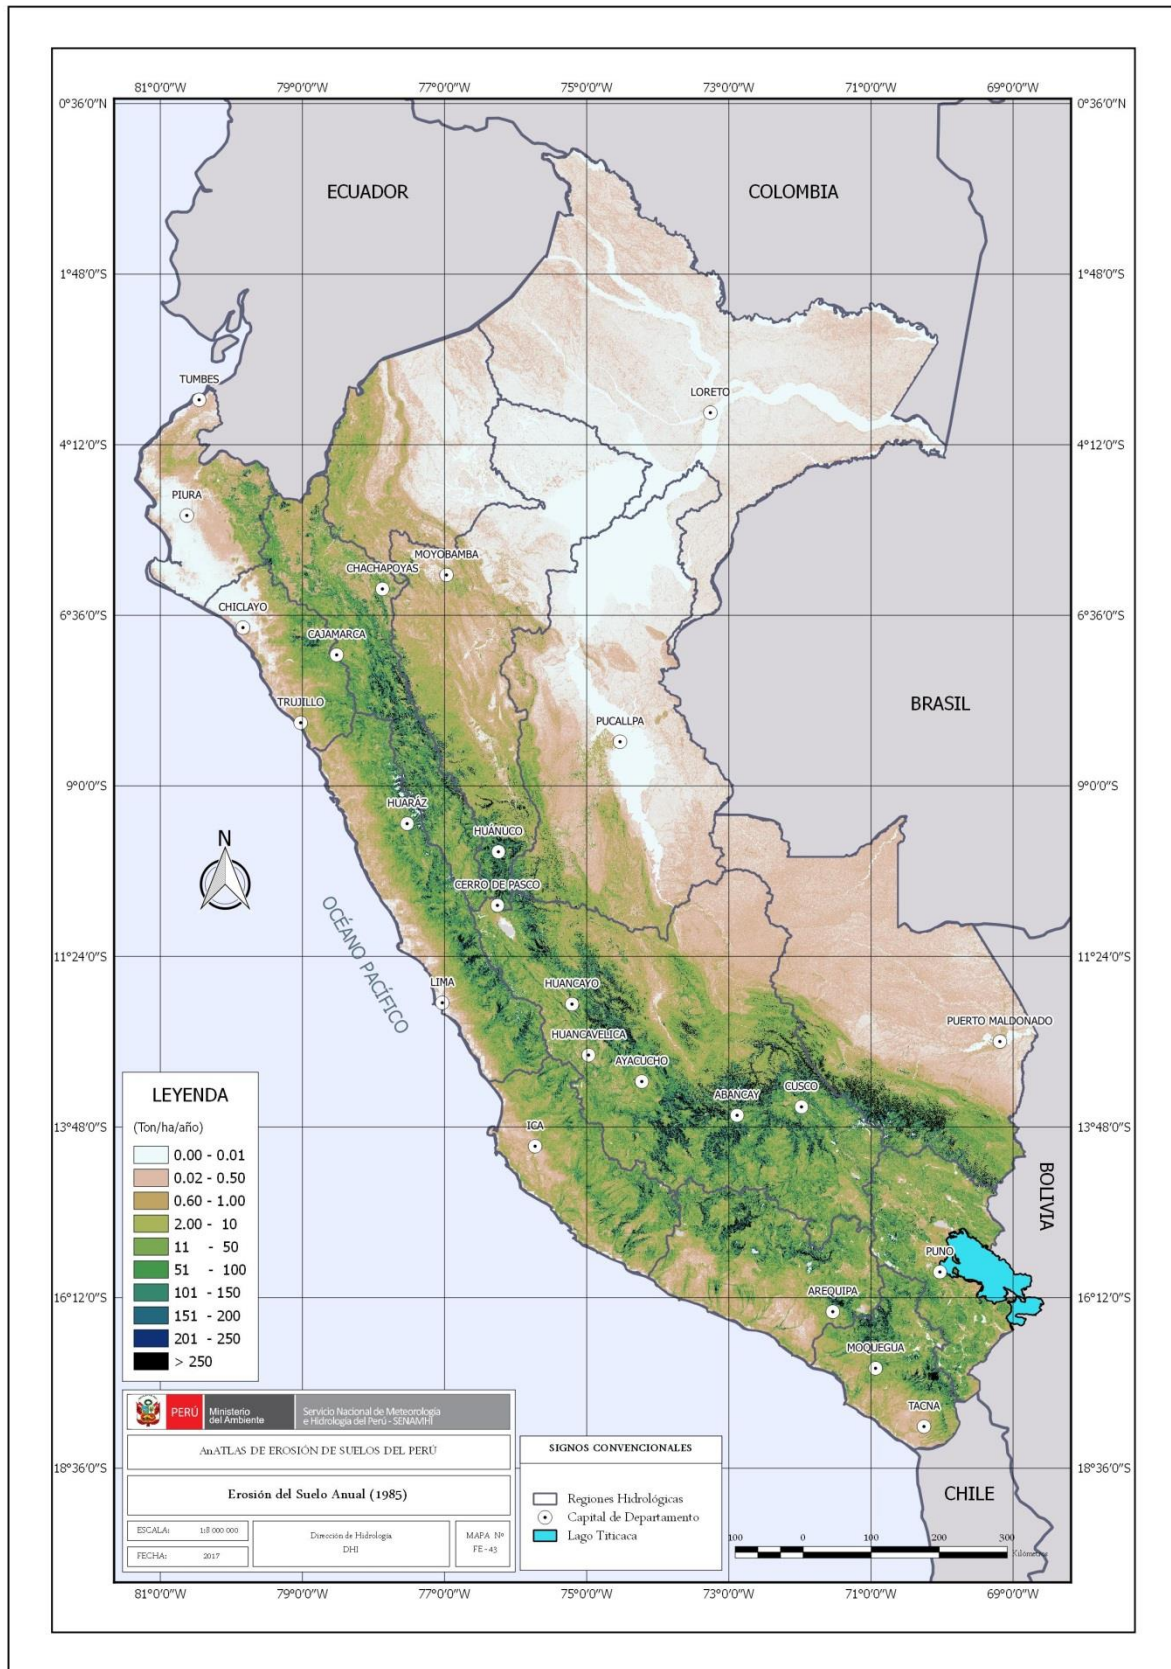 81°0'0"W 79°0'0"W 77°0'0"W 75°0'0"W 73°0'0"W 71°0'0"W 69°0'0"W
0°36'0"N 0°36'0"N
ECUADOR
COLOMBIA
1°48'0"S 1°48'0"S
TUMBES
LORETO
4°12'0"S 4°12'0"S
PIURA
MOYOBAMBA
CHACHAPOYAS
6°36'0"S 6°36'0"S
CHICLAYO
CAJAMARCA
TRUJILLO
BRASIL
PUCALLPA
9°0'0"S 9°0'0"S
HUARÁZ
N
HUÁNUCO
CERRO DE PASCO
OCÉANO PACÍFICO
11°24'0"S 11°24'0"S
LIMA
HUANCAYO
PUERTO MALDONADO
HUANCAVELICA
AYACUCHO
ABANCAY
CUSCO
ICA
13°48'0"S 13°48'0"S
BOLIVIA
PUNO
AREQUIPA
16°12'0"S 16°12'0"S
MOQUEGUA
TACNA
18°36'0"S 18°36'0"S
CHILE
LEYENDA
(Ton/ha/año)
0.00 - 0.01
0.02 - 0.50
0.60 - 1.00
2.00 - 10
11 - 50
51 - 100
101 - 150
151 - 200
201 - 250
> 250
PERÚ
Ministerio
del Ambiente
Servicio Nacional de Meteorología
e Hidrología del Perú - SENAMHI
AnATLAS DE EROSIÓN DE SUELOS DEL PERÚ
Erosión del Suelo Anual (1985)
ESCALA: 1:8 000 000
FECHA: 2017
Dirección de Hidrología
DHI
MAPA Nº
FE - 43
SIGNOS CONVENCIONALES
Regiones Hidrológicas
Capital de Departamento
Lago Titicaca
100 0 100 200 300
Kilómetros
81°0'0"W 79°0'0"W 77°0'0"W 75°0'0"W 73°0'0"W 71°0'0"W 69°0'0"W